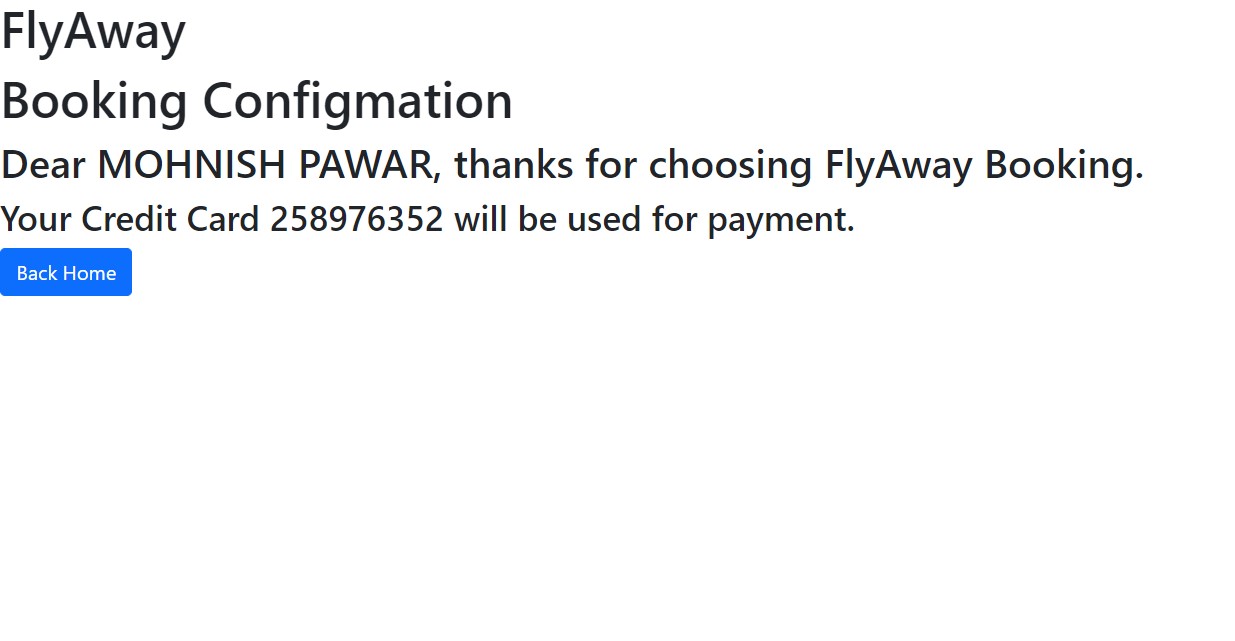 FlyAway
Booking Configmation
Dear MOHNISH PAWAR, thanks for choosing FlyAway Booking.
Your Credit Card 258976352 will be used for payment.
Back Home